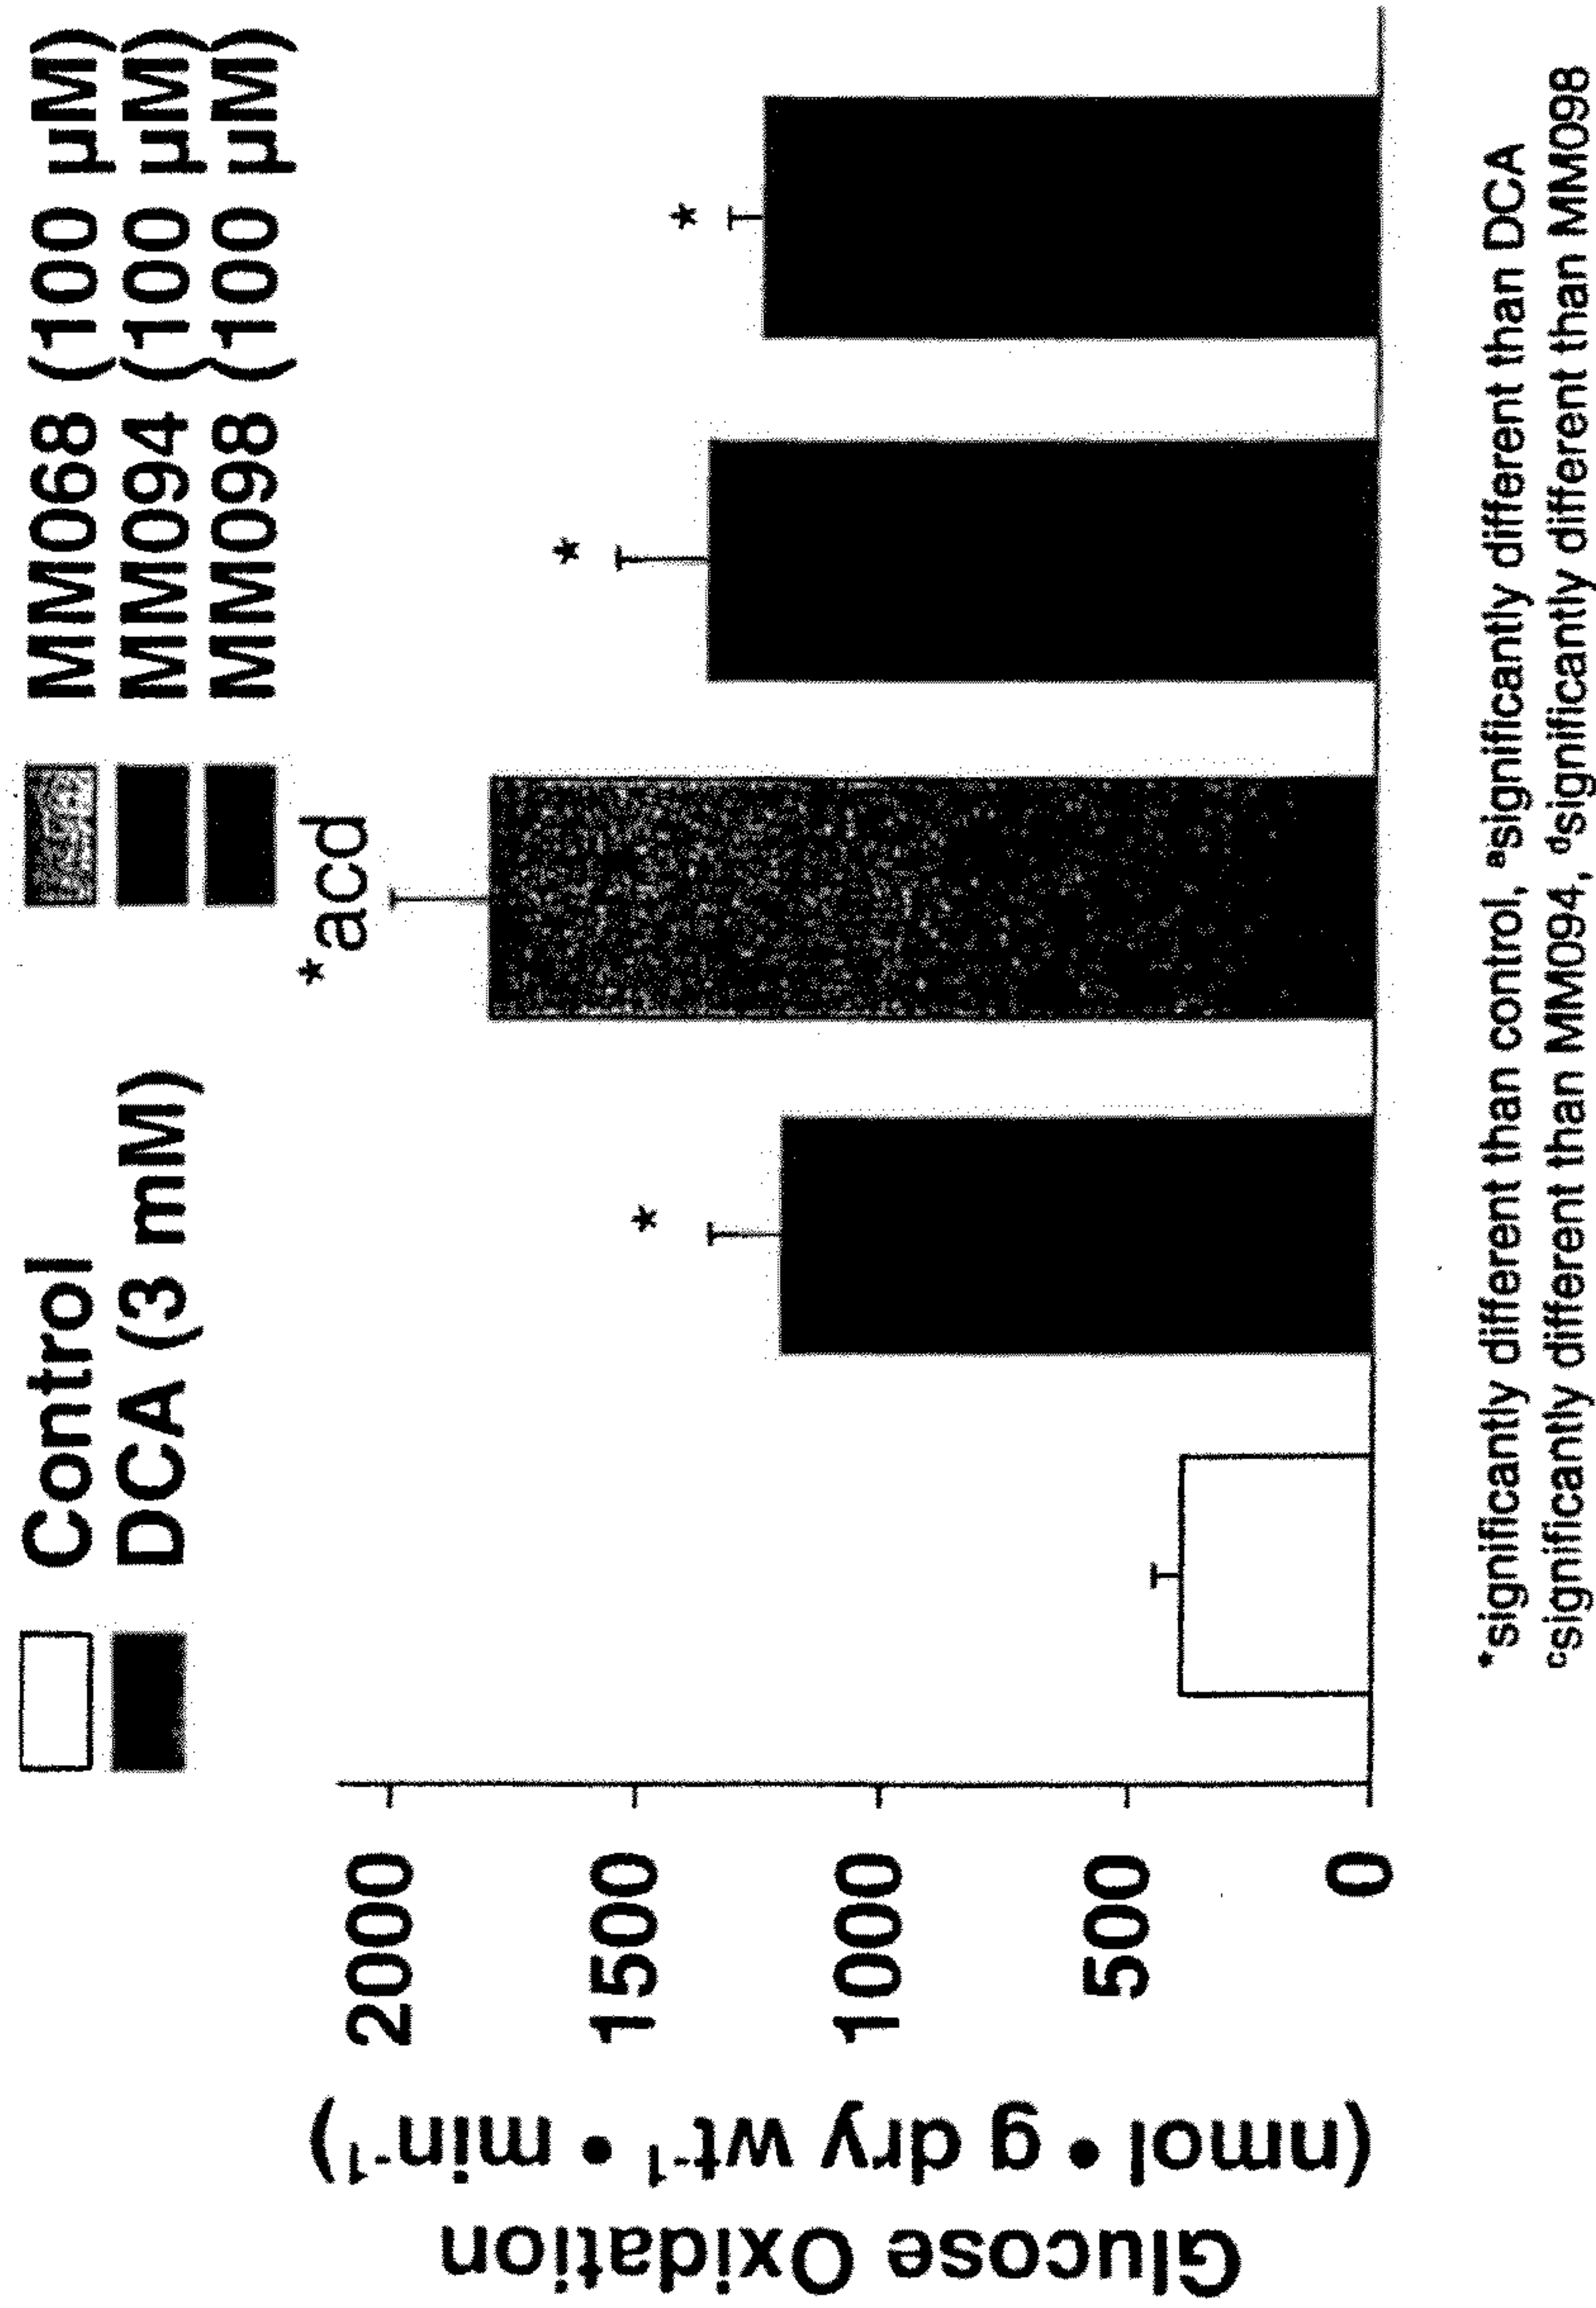 Control
DCA (3 mM)
MM068 (100 µM)
MM094 (100 µM)
MM098 (100 µM)
Glucose Oxidation
(nmol • g dry wt⁻¹ • min⁻¹)
2000
1500
1000
500
0
*
*acd
*
*
*significantly different than control, ᵃsignificantly different than DCA
ᶜsignificantly different than MM094, ᵈsignificantly different than MM098